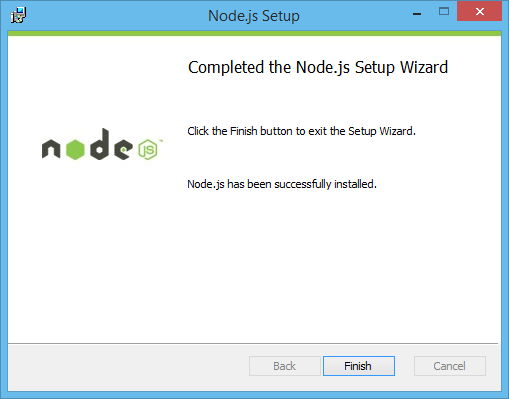 Node.js Setup
Completed the Node.js Setup Wizard
Click the Finish button to exit the Setup Wizard.
node JS™
Node.js has been successfully installed.
Back
Finish
Cancel